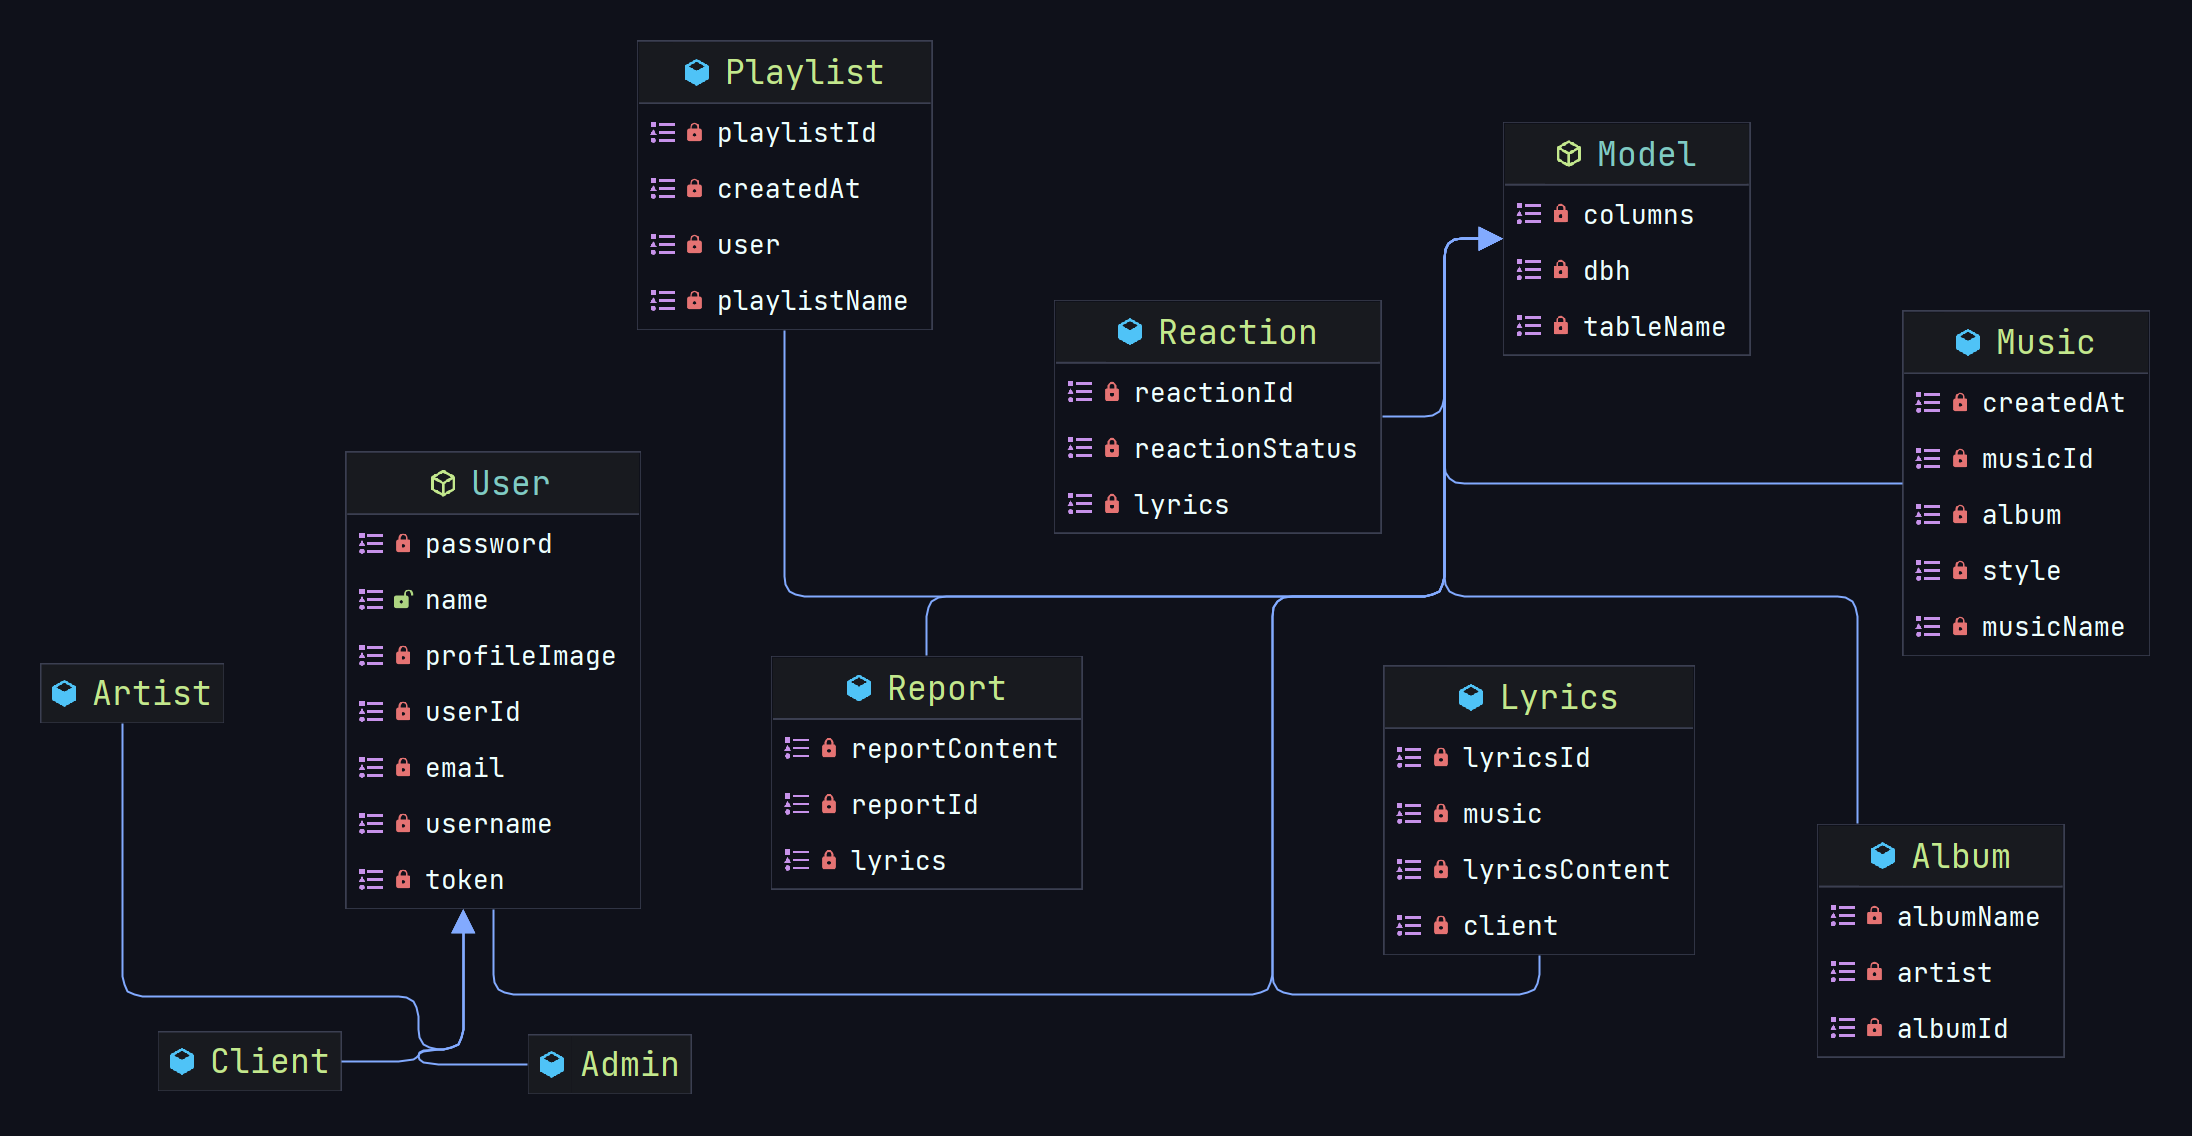 Playlist
playlistId
createdAt
user
playlistName
Model
columns
dbh
tableName
Reaction
reactionId
reactionStatus
lyrics
Music
createdAt
musicId
album
style
musicName
User
password
name
profileImage
userId
email
username
token
Artist
Report
reportContent
reportId
lyrics
Lyrics
lyricsId
music
lyricsContent
client
Album
albumName
artist
albumId
Client
Admin